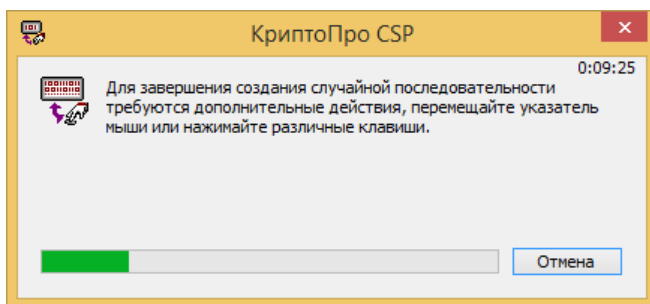 КриптоПро CSP
0:09:25
Для завершения создания случайной последовательности
требуются дополнительные действия, перемещайте указатель
мыши или нажимайте различные клавиши.
Отмена